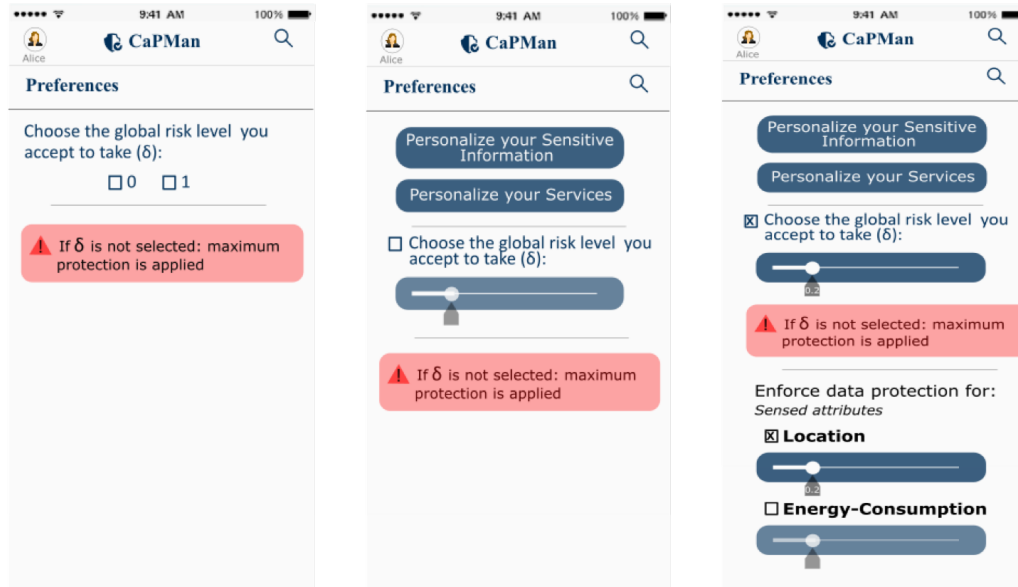 9:41 AM
100%
Alice
CaPMan
Preferences
Choose the global risk level you
accept to take (δ):
0
1
If δ is not selected: maximum
protection is applied
9:41 AM
100%
Alice
CaPMan
Preferences
Personalize your Sensitive
Information
Personalize your Services
Choose the global risk level you
accept to take (δ):
If δ is not selected: maximum
protection is applied
9:41 AM
100%
Alice
CaPMan
Preferences
Personalize your Sensitive
Information
Personalize your Services
Choose the global risk level you
accept to take (δ):
0.2
If δ is not selected: maximum
protection is applied
Enforce data protection for:
Sensed attributes
Location
0.2
Energy-Consumption